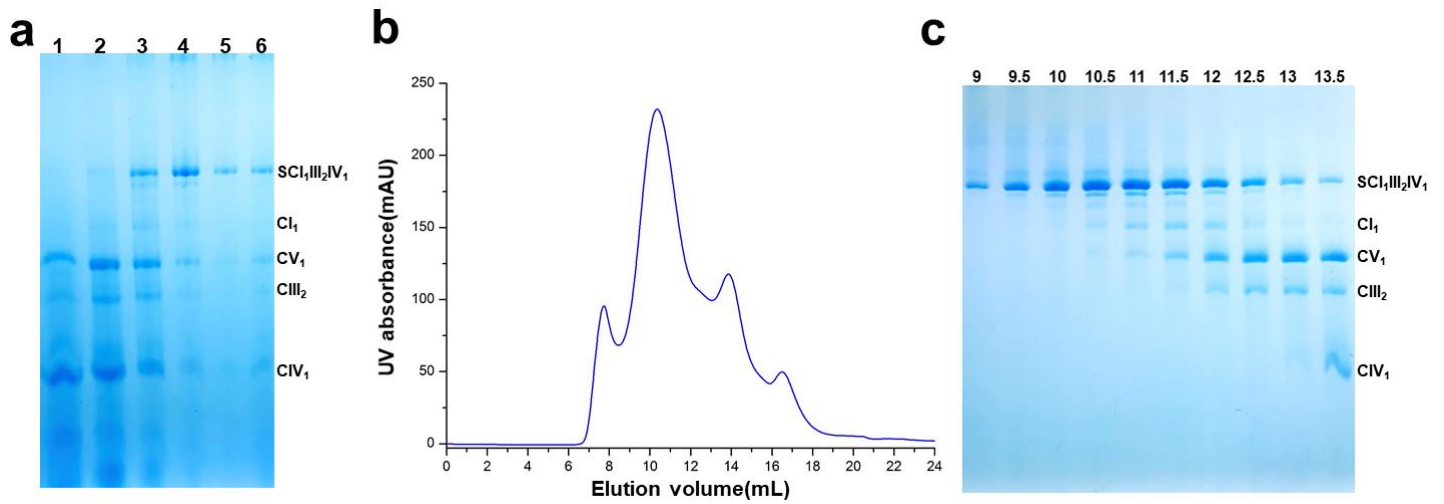 a
1 2 3 4 5 6
SCI₁III₂IV₁
CI₁
CV₁
CIII₂
CIV₁
b
UV absorbance(mAU)
250
200
150
100
50
0
0 2 4 6 8 10 12 14 16 18 20 22 24
Elution volume(mL)
c
9 9.5 10 10.5 11 11.5 12 12.5 13 13.5
SCI₁III₂IV₁
CI₁
CV₁
CIII₂
CIV₁